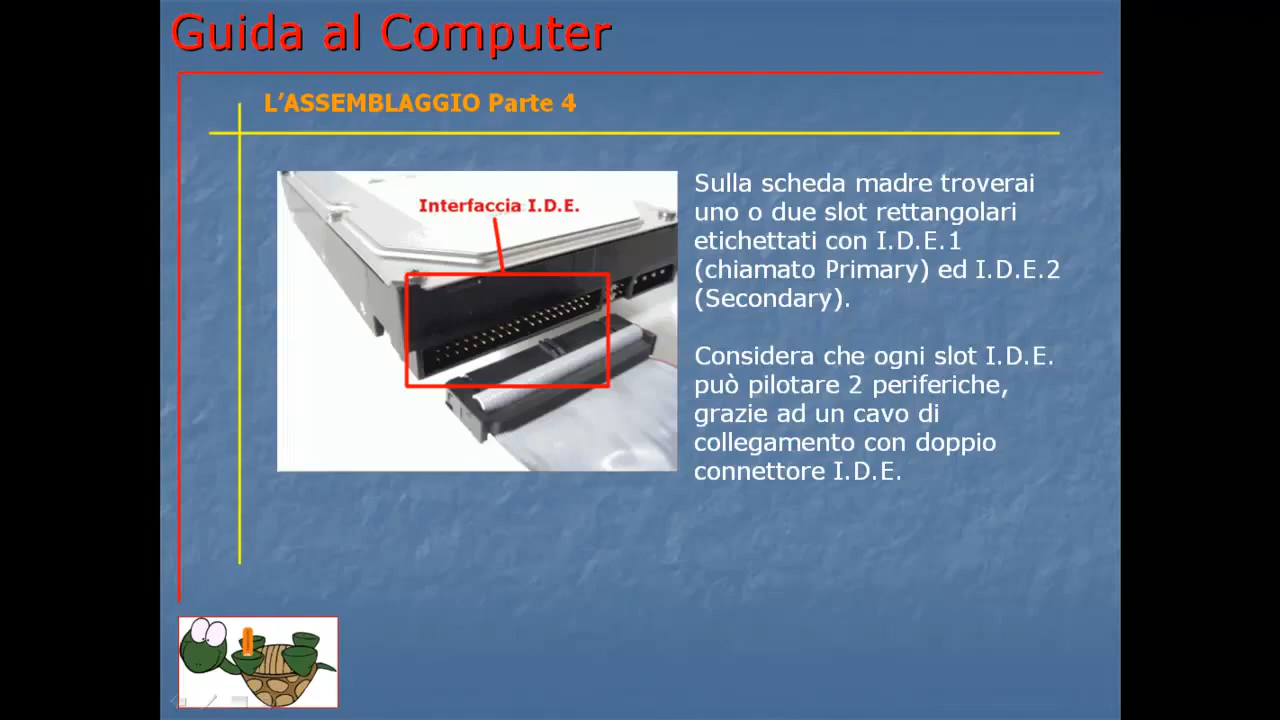 Guida al Computer
L'ASSEMBLAGGIO Parte 4
Interfaccia I.D.E.
Sulla scheda madre troverai
uno o due slot rettangolari
etichettati con I.D.E.1
(chiamato Primary) ed I.D.E.2
(Secondary).
Considera che ogni slot I.D.E.
può pilotare 2 periferiche,
grazie ad un cavo di
collegamento con doppio
connettore I.D.E.